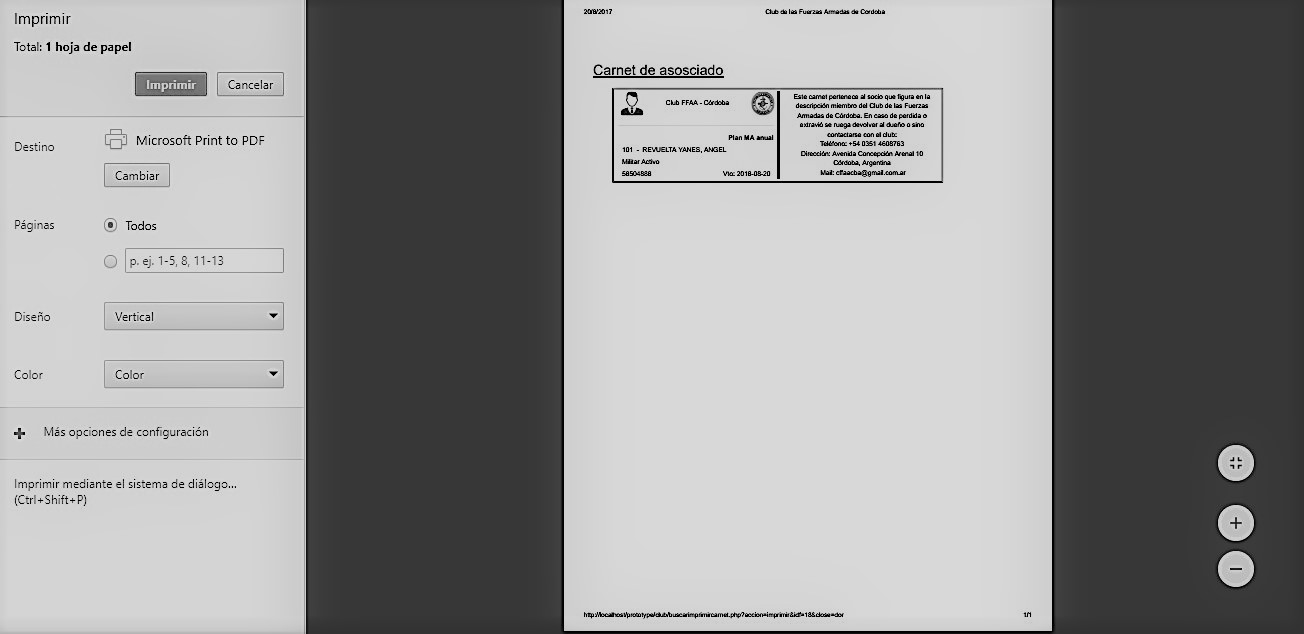 Imprimir
Total: 1 hoja de papel
Imprimir
Cancelar
Destino
Microsoft Print to PDF
Cambiar
Páginas
Todos
p. ej. 1-5, 8, 11-13
Diseño
Vertical
Color
Color
Más opciones de configuración
Imprimir mediante el sistema de diálogo...
(Ctrl+Shift+P)
20/8/2017
Club de las Fuerzas Armadas de Cordoba
Carnet de asosciado
Club FFAA - Córdoba
Plan MA anual
101 - REVUELTA YANES, ANGEL
Militar Activo
56504888
Vto: 2018-08-20
Este carnet pertenece al socio que figura en la
descripción miembro del Club de las Fuerzas
Armadas de Córdoba. En caso de perdida o
extravió se ruega devolver al dueño o sino
contactarse con el club:
Teléfono: +54 0351 4608763
Dirección: Avenida Concepción Arenal 10
Córdoba, Argentina
Mail: cffaacba@gmail.com.ar
http://localhost/prototype/club/buscarimprimircarnet.php?accion=imprimir&idf=18&close=dor
1/1